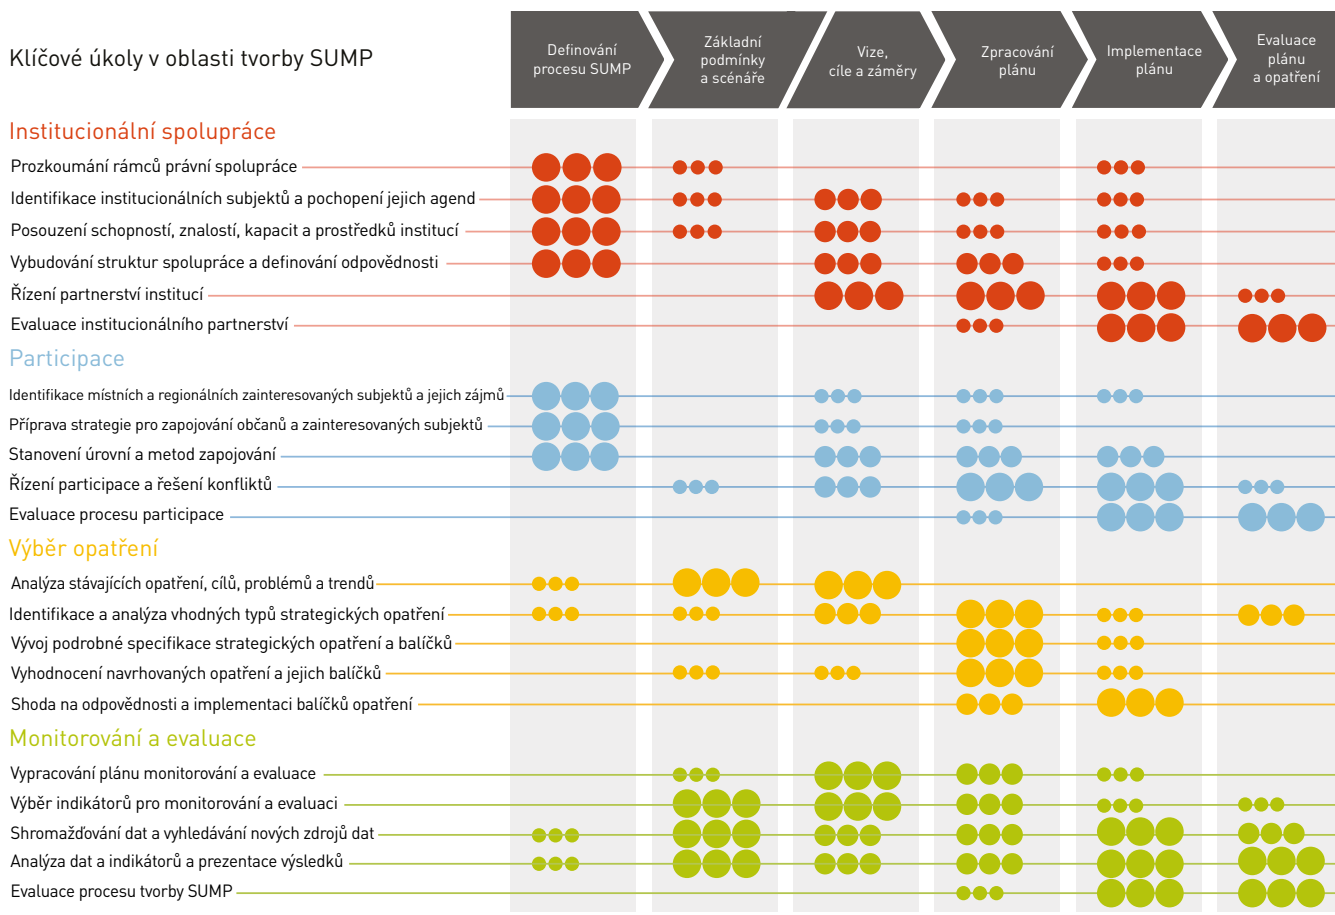 Klíčové úkoly v oblasti tvorby SUMP
Definování
procesu SUMP
Základní
podmínky
a scénáře
Vize,
cíle a záměry
Zpracování
plánu
Implementace
plánu
Evaluace
plánu
a opatření
Institucionální spolupráce
Prozkoumání rámců právní spolupráce
Identifikace institucionálních subjektů a pochopení jejich agend
Posouzení schopností, znalostí, kapacit a prostředků institucí
Vybudování struktur spolupráce a definování odpovědnosti
Řízení partnerství institucí
Evaluace institucionálního partnerství
Participace
Identifikace místních a regionálních zainteresovaných subjektů a jejich zájmů
Příprava strategie pro zapojování občanů a zainteresovaných subjektů
Stanovení úrovní a metod zapojování
Řízení participace a řešení konfliktů
Evaluace procesu participace
Výběr opatření
Analýza stávajících opatření, cílů, problémů a trendů
Identifikace a analýza vhodných typů strategických opatření
Vývoj podrobné specifikace strategických opatření a balíčků
Vyhodnocení navrhovaných opatření a jejich balíčků
Shoda na odpovědnosti a implementaci balíčků opatření
Monitorování a evaluace
Vypracování plánu monitorování a evaluace
Výběr indikátorů pro monitorování a evaluaci
Shromažďování dat a vyhledávání nových zdrojů dat
Analýza dat a indikátorů a prezentace výsledků
Evaluace procesu tvorby SUMP